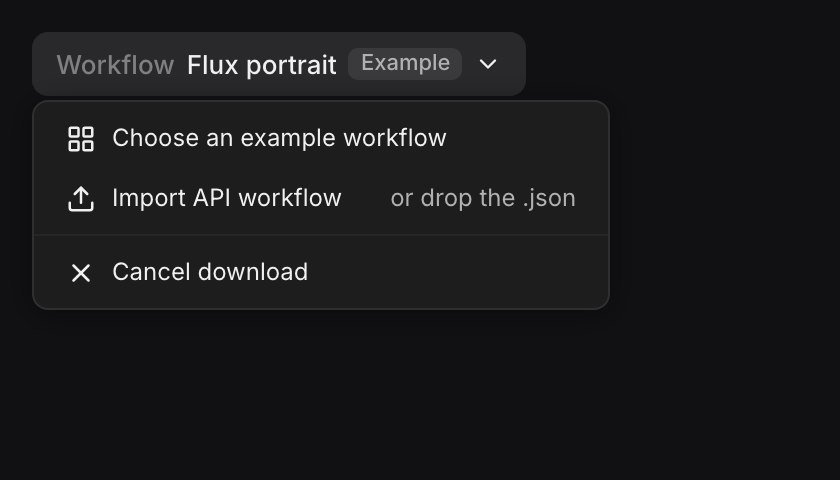 Workflow Flux portrait Example
Choose an example workflow
Import API workflow or drop the .json
Cancel download